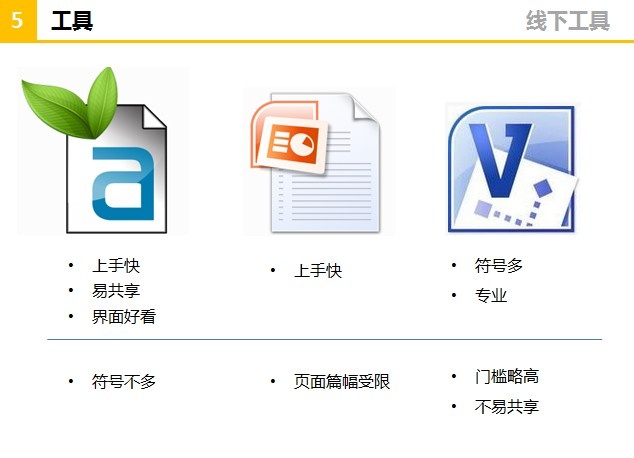 5 工具 线下工具
a
V
• 上手快
• 易共享
• 界面好看
• 上手快
• 符号多
• 专业
• 符号不多
• 页面篇幅受限
• 门槛略高
• 不易共享